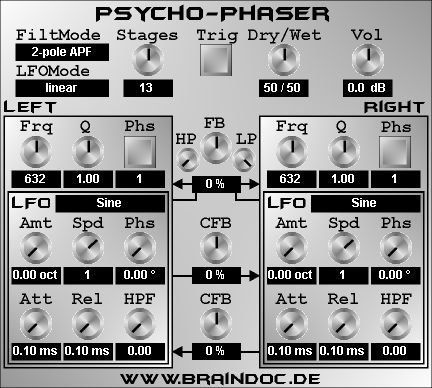 PSYCHO-PHASER
FiltMode Stages Trig Dry/Wet Vol
2-pole APF
LFOMode
linear 13 50 / 50 0.0 dB
LEFT RIGHT
Frq Q Phs FB Frq Q Phs
HP LP
632 1.00 1 0 % 632 1.00 1
LFO Sine LFO Sine
Amt Spd Phs CFB Amt Spd Phs
0.00 oct 1 0.00 ° 0 % 0.00 oct 1 0.00 °
Att Rel HPF CFB Att Rel HPF
0.10 ms 0.10 ms 0.00 0 % 0.10 ms 0.10 ms 0.00
WWW.BRAINDOC.DE